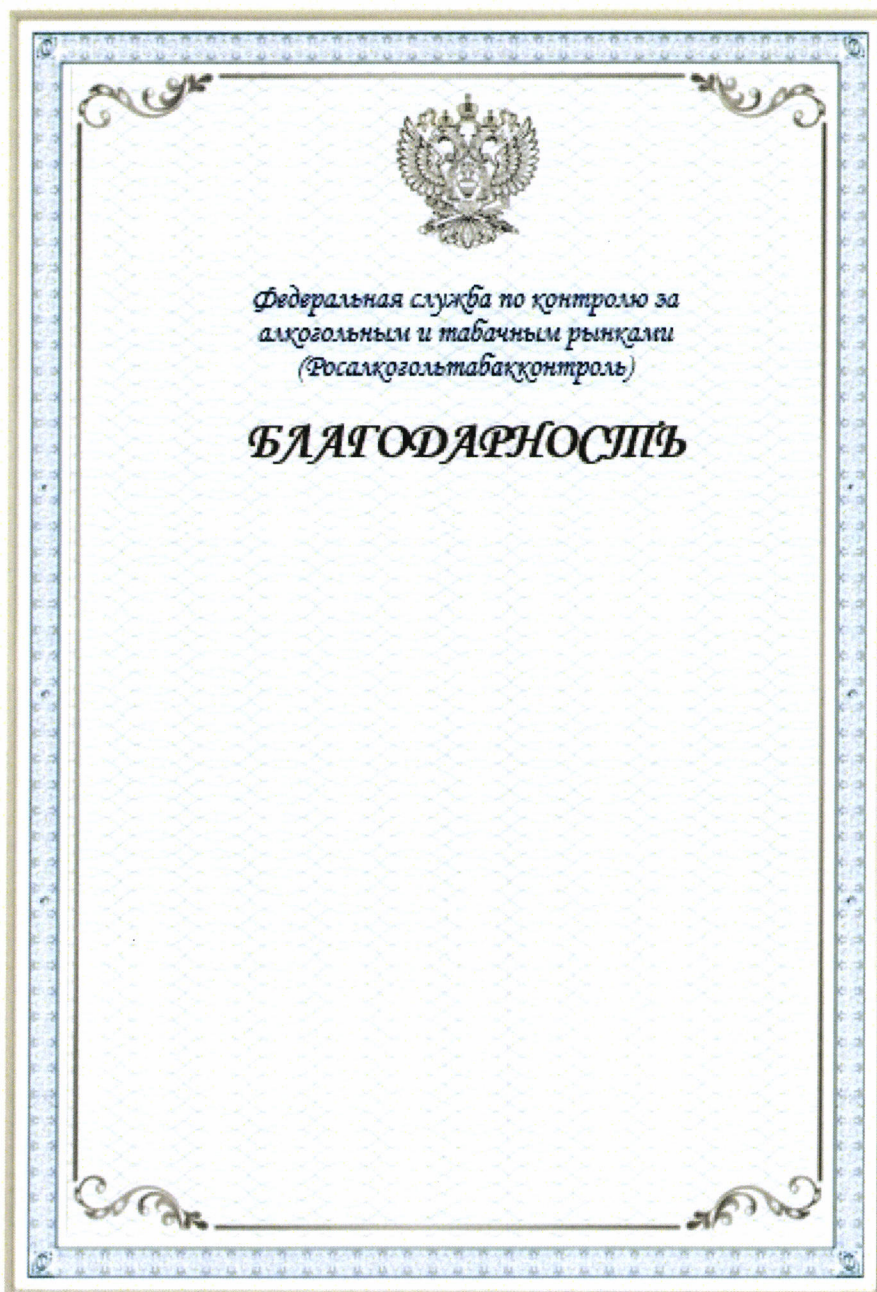 Федеральная служба по контролю за
алкогольным и табачным рынками
(Росалкогольтабакконтроль)
БЛАГОДАРНОСТЬ